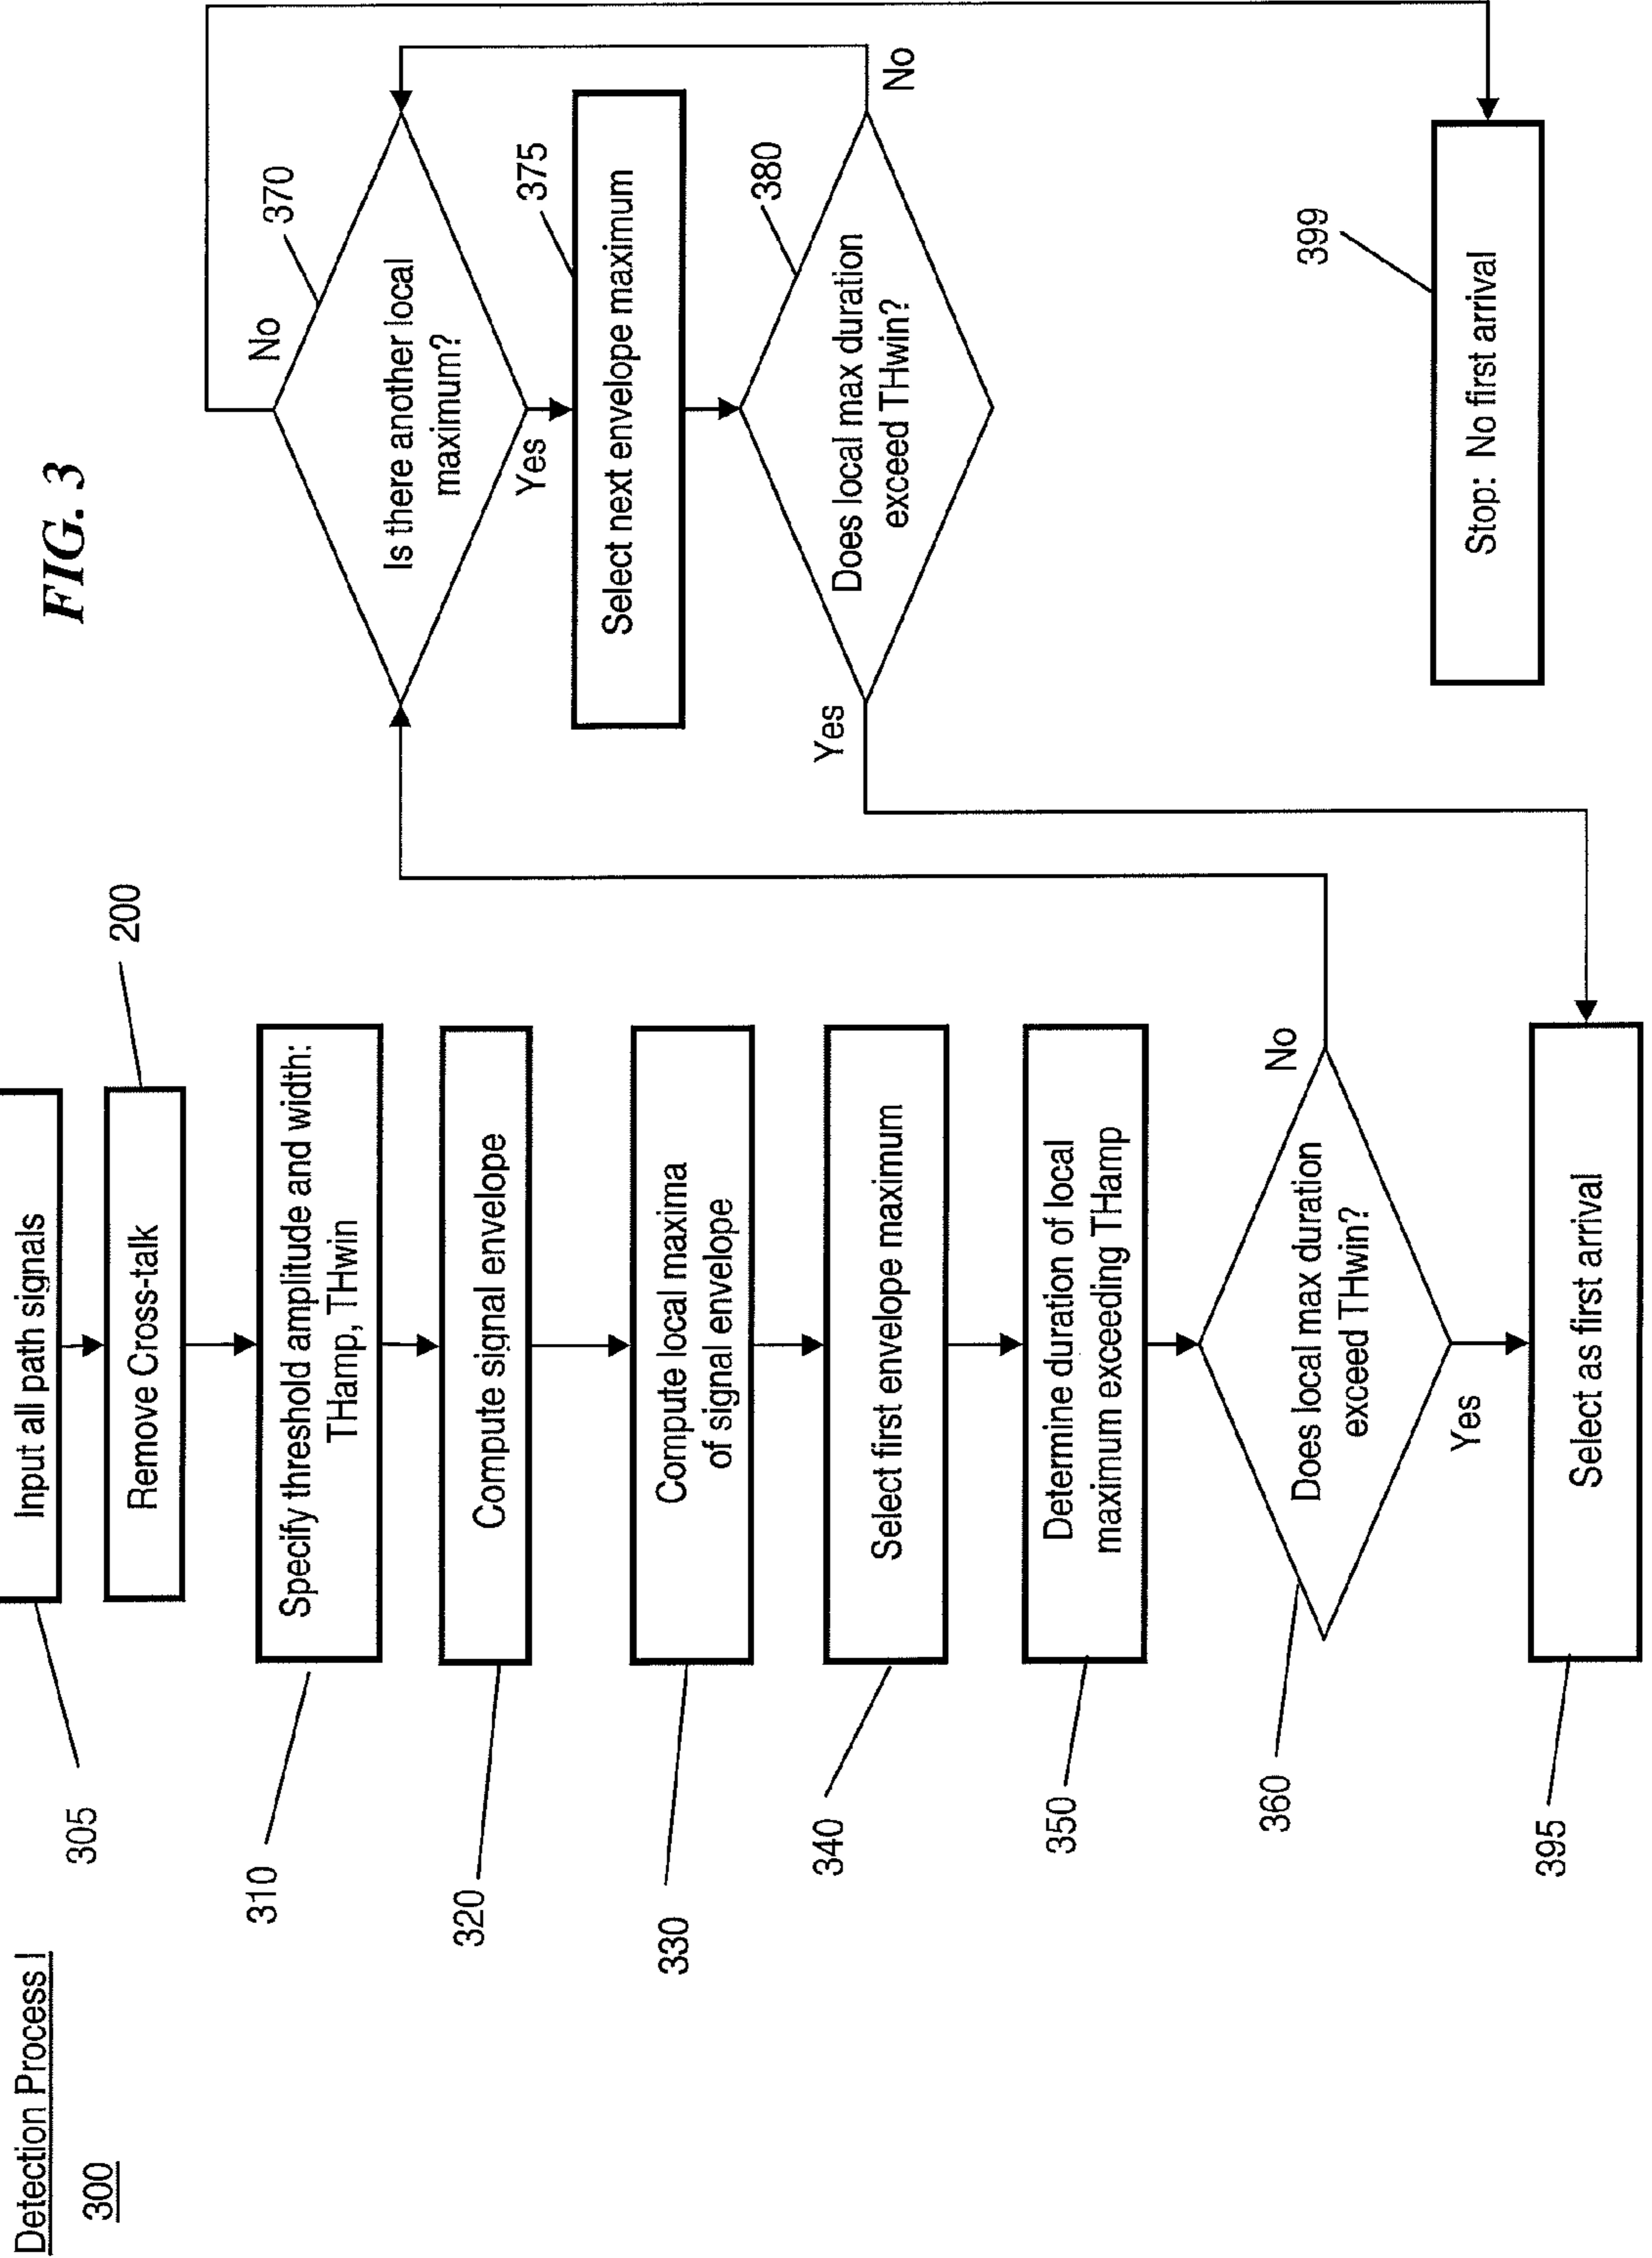 Detection Process I
300
FIG. 3
305
Input all path signals
200
Remove Cross-talk
310
Specify threshold amplitude and width:
THamp, THwin
320
Compute signal envelope
330
Compute local maxima
of signal envelope
340
Select first envelope maximum
350
Determine duration of local
maximum exceeding THamp
360
Does local max duration
exceed THwin?
No
Yes
395
Select as first arrival
370
Is there another local
maximum?
No
Yes
375
Select next envelope maximum
380
Does local max duration
exceed THwin?
Yes
No
399
Stop: No first arrival